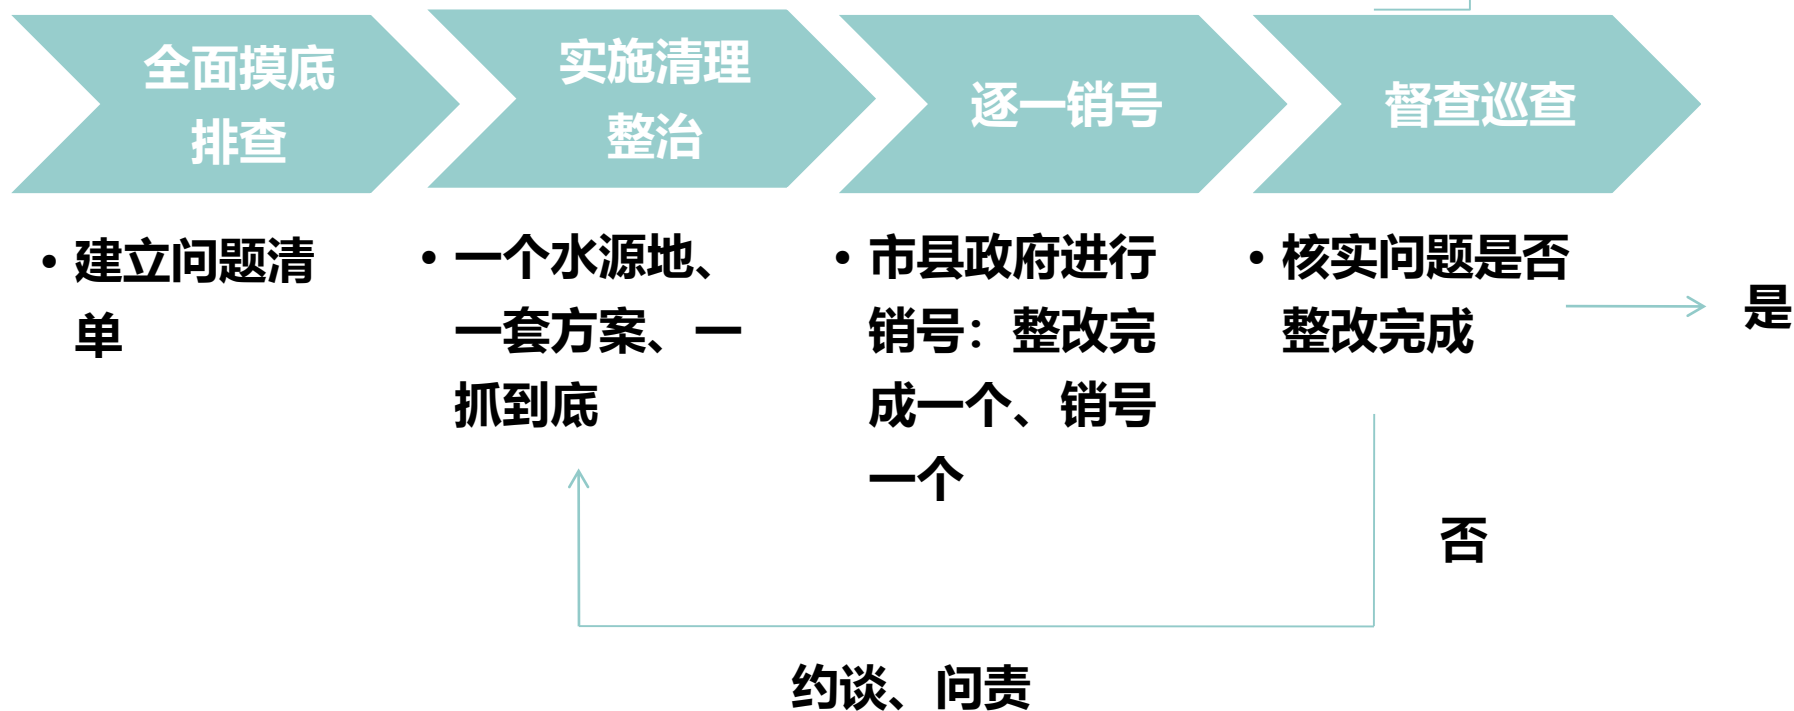 全面摸底
排查
实施清理
整治
逐一销号
督查巡查
• 建立问题清
单
• 一个水源地、
一套方案、一
抓到底
• 市县政府进行
销号：整改完
成一个、销号
一个
• 核实问题是否
整改完成
是
否
约谈、问责